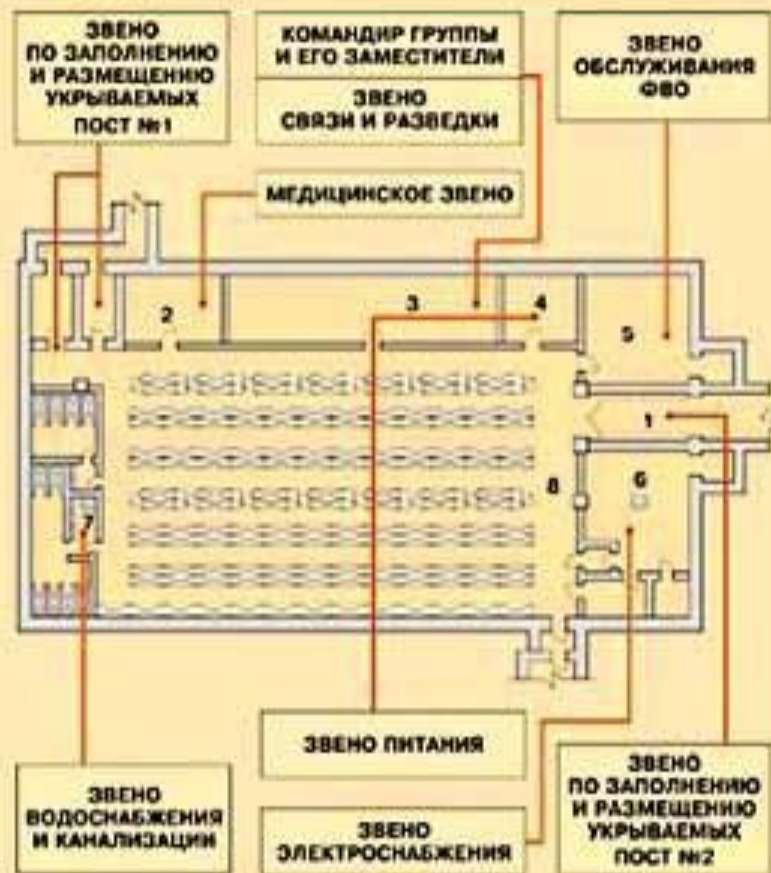 ЗВЕНО
ПО ЗАПОЛНЕНИЮ
И РАЗМЕЩЕНИЮ
УКРЫВАЕМЫХ
ПОСТ №1
КОМАНДИР ГРУППЫ
И ЕГО ЗАМЕСТИТЕЛИ
ЗВЕНО
СВЯЗИ И РАЗВЕДКИ
ЗВЕНО
ОБСЛУЖИВАНИЯ
ФВО
МЕДИЦИНСКОЕ ЗВЕНО
2
3
4
5
1
8
6
7
ЗВЕНО ПИТАНИЯ
ЗВЕНО
ВОДОСНАБЖЕНИЯ
И КАНАЛИЗАЦИИ
ЗВЕНО
ЭЛЕКТРОСНАБЖЕНИЯ
ЗВЕНО
ПО ЗАПОЛНЕНИЮ
И РАЗМЕЩЕНИЮ
УКРЫВАЕМЫХ
ПОСТ №2